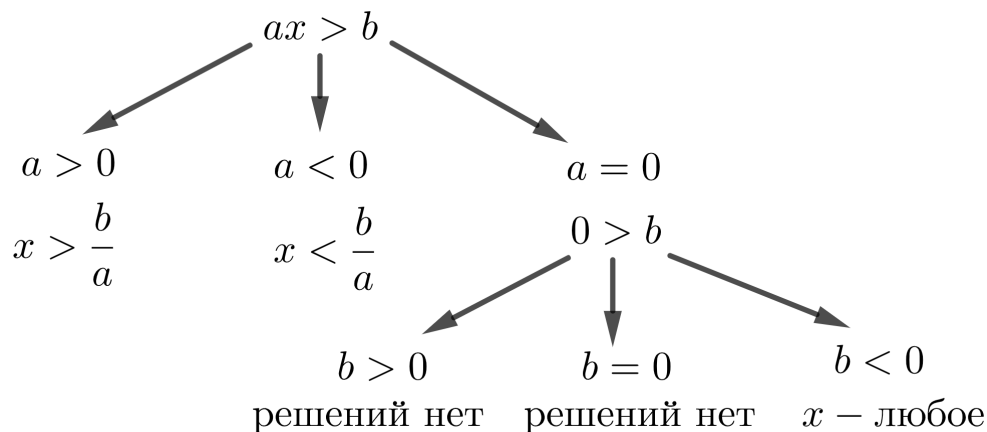 ax > b
a > 0
a < 0
a = 0
x > b/a
x < b/a
0 > b
b > 0
b = 0
b < 0
решений нет
решений нет
x − любое